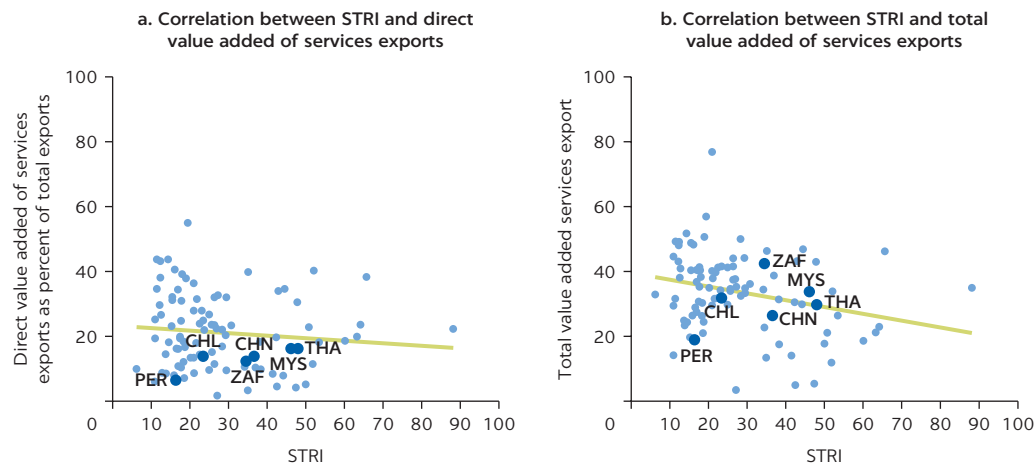 a. Correlation between STRI and direct
value added of services exports
Direct value added of services
exports as percent of total exports
100
80
60
40
20
0
10
20
30
40
50
60
70
80
90
100
STRI
PER
CHL
ZAF
CHN
MYS
THA
b. Correlation between STRI and total
value added of services exports
Total value added services export
100
80
60
40
20
0
10
20
30
40
50
60
70
80
90
100
STRI
PER
CHL
ZAF
CHN
MYS
THA